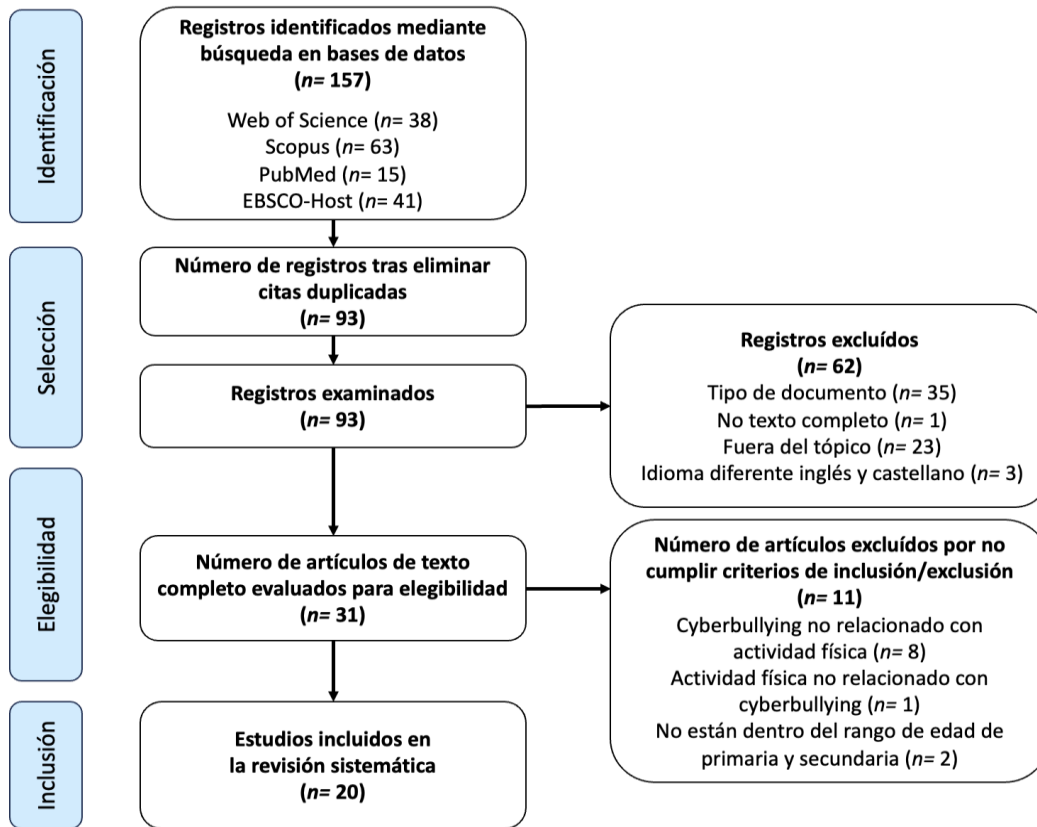 Identificación
Registros identificados mediante
búsqueda en bases de datos
(n= 157)
Web of Science (n= 38)
Scopus (n= 63)
PubMed (n= 15)
EBSCO-Host (n= 41)
Selección
Número de registros tras eliminar
citas duplicadas
(n= 93)
Registros examinados
(n= 93)
Registros excluídos
(n= 62)
Tipo de documento (n= 35)
No texto completo (n= 1)
Fuera del tópico (n= 23)
Idioma diferente inglés y castellano (n= 3)
Elegibilidad
Número de artículos de texto
completo evaluados para elegibilidad
(n= 31)
Número de artículos excluídos por no
cumplir criterios de inclusión/exclusión
(n= 11)
Cyberbullying no relacionado con
actividad física (n= 8)
Actividad física no relacionado con
cyberbullying (n= 1)
No están dentro del rango de edad de
primaria y secundaria (n= 2)
Inclusión
Estudios incluidos en
la revisión sistemática
(n= 20)